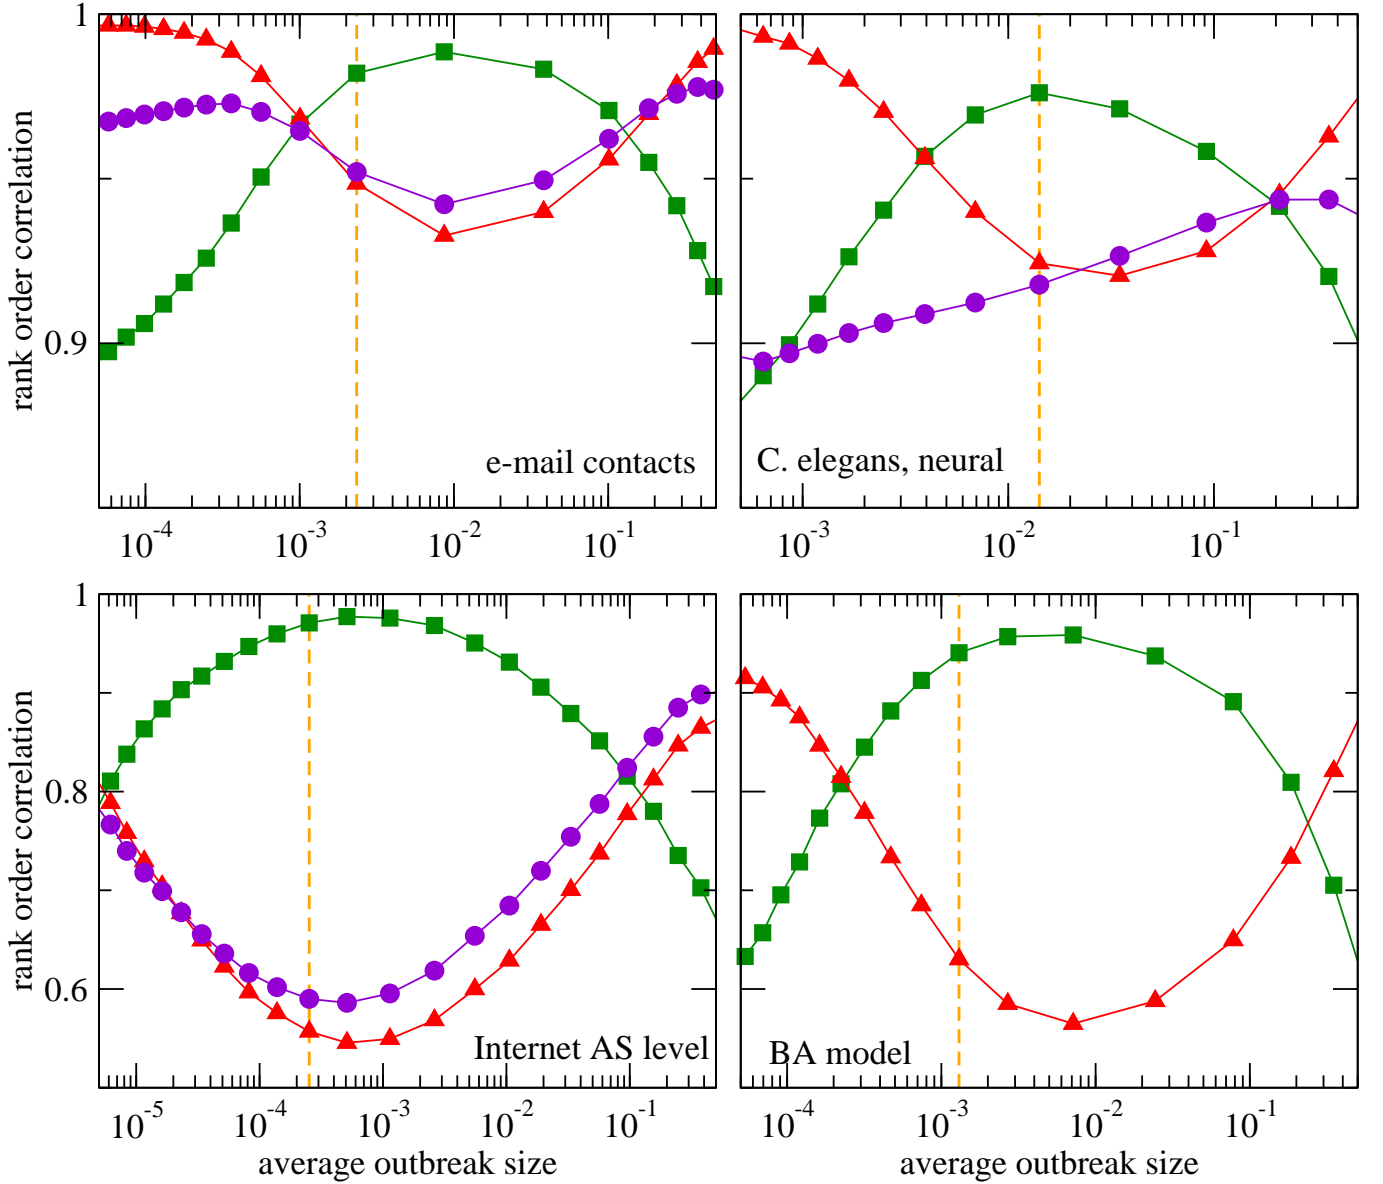 1
0.9
rank order correlation
e-mail contacts
10^-4 10^-3 10^-2 10^-1
C. elegans, neural
10^-3 10^-2 10^-1
1
0.8
0.6
rank order correlation
Internet AS level
10^-5 10^-4 10^-3 10^-2 10^-1
average outbreak size
BA model
10^-4 10^-3 10^-2 10^-1
average outbreak size